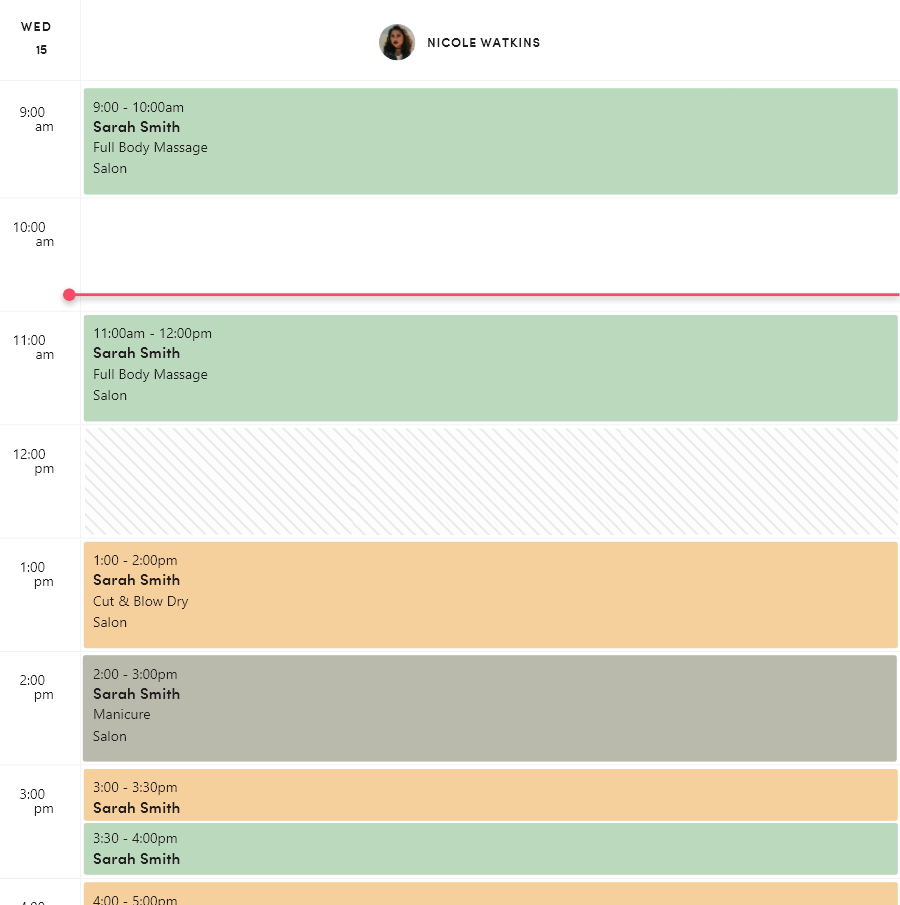 WED
15
NICOLE WATKINS
9:00
am
9:00 - 10:00am
Sarah Smith
Full Body Massage
Salon
10:00
am
11:00
am
11:00am - 12:00pm
Sarah Smith
Full Body Massage
Salon
12:00
pm
1:00
pm
1:00 - 2:00pm
Sarah Smith
Cut & Blow Dry
Salon
2:00
pm
2:00 - 3:00pm
Sarah Smith
Manicure
Salon
3:00
pm
3:00 - 3:30pm
Sarah Smith
3:30 - 4:00pm
Sarah Smith
4:00
4:00 - 5:00pm